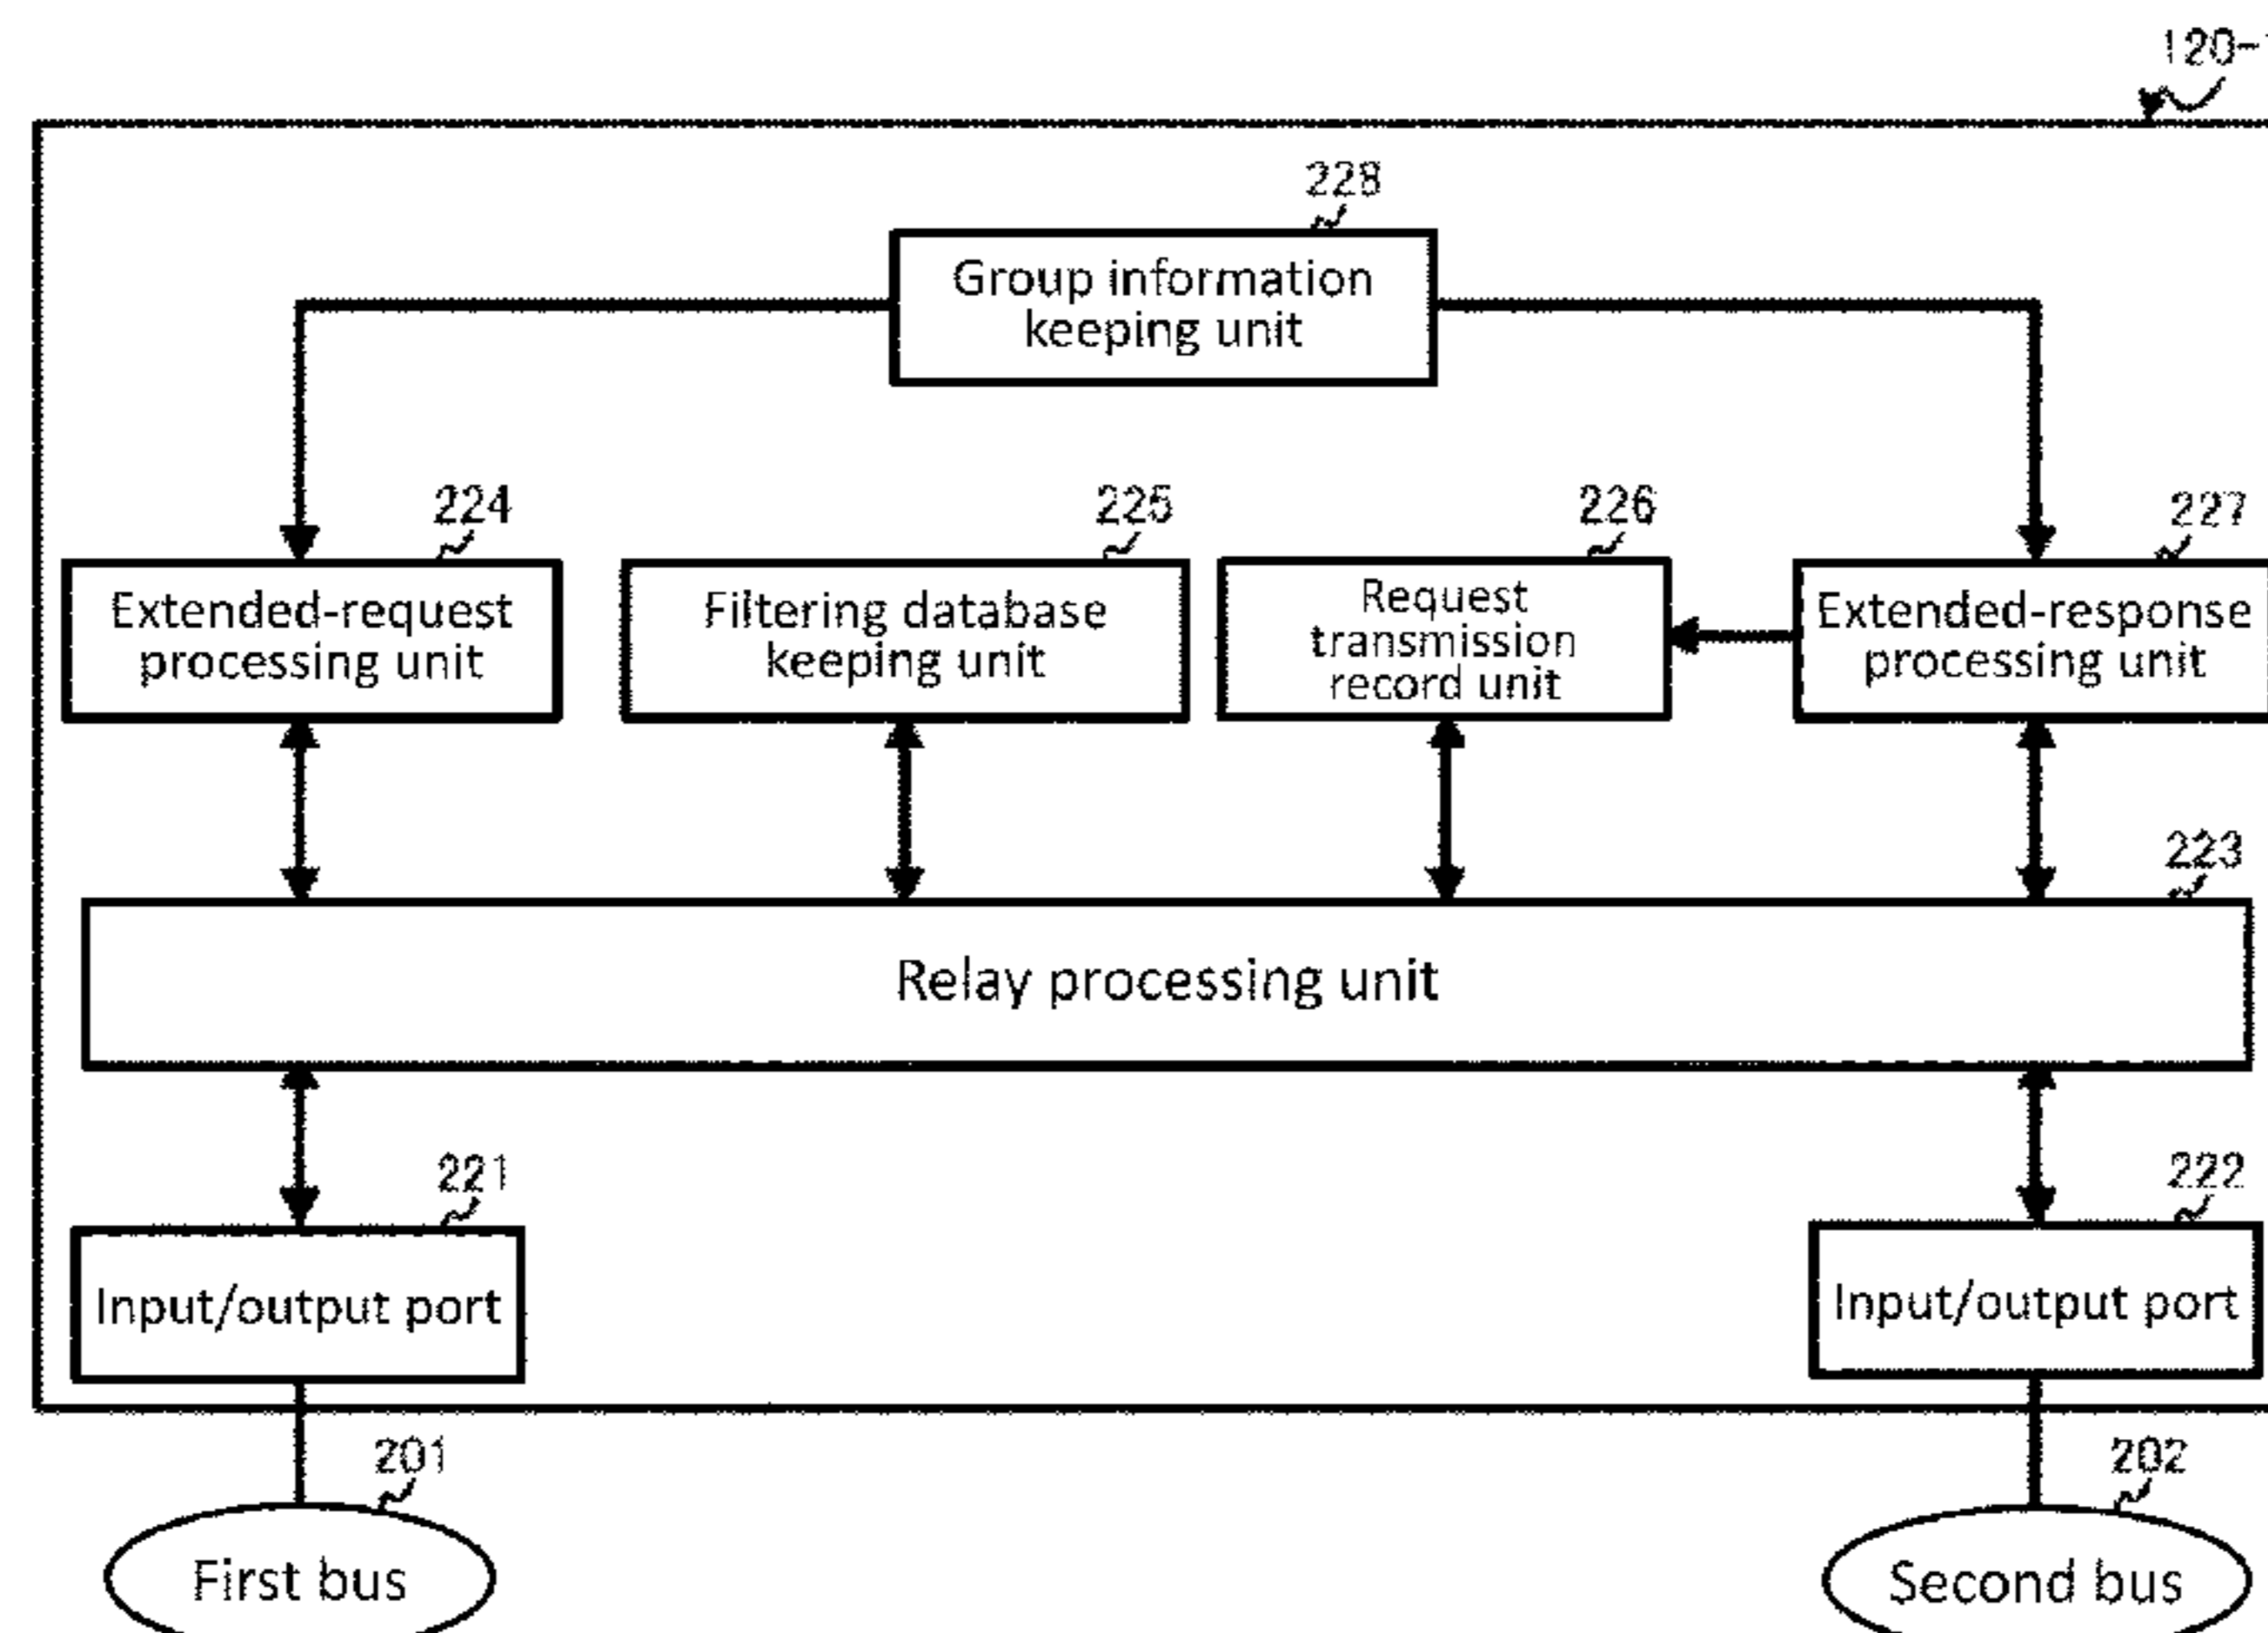 120-
228
Group information
keeping unit
224
225
226
227
Extended-request
processing unit
Filtering database
keeping unit
Request
transmission
record unit
Extended-response
processing unit
223
Relay processing unit
221
222
Input/output port
Input/output port
201
202
First bus
Second bus